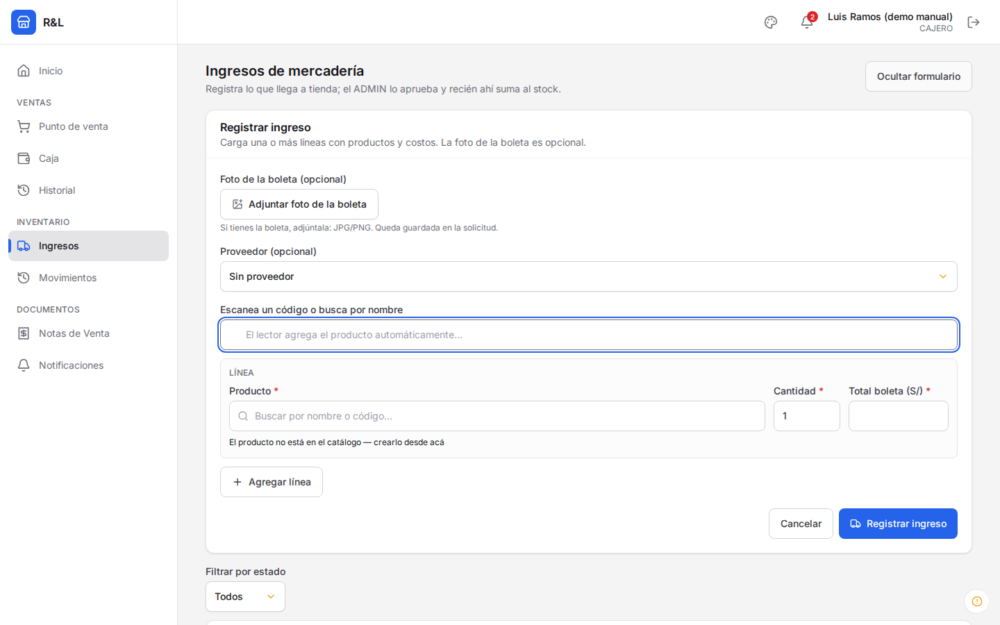 R&L
2
Luis Ramos (demo manual)
CAJERO
Inicio
VENTAS
Punto de venta
Caja
Historial
INVENTARIO
Ingresos
Movimientos
DOCUMENTOS
Notas de Venta
Notificaciones
Ingresos de mercadería
Registra lo que llega a tienda; el ADMIN lo aprueba y recién ahí suma al stock.
Ocultar formulario
Registrar ingreso
Carga una o más líneas con productos y costos. La foto de la boleta es opcional.
Foto de la boleta (opcional)
Adjuntar foto de la boleta
Si tienes la boleta, adjúntala: JPG/PNG. Queda guardada en la solicitud.
Proveedor (opcional)
Sin proveedor
Escanea un código o busca por nombre
El lector agrega el producto automáticamente...
LÍNEA
Producto * Cantidad * Total boleta (S/) *
Buscar por nombre o código... 1
El producto no está en el catálogo — crearlo desde acá
Agregar línea
Cancelar Registrar ingreso
Filtrar por estado
Todos